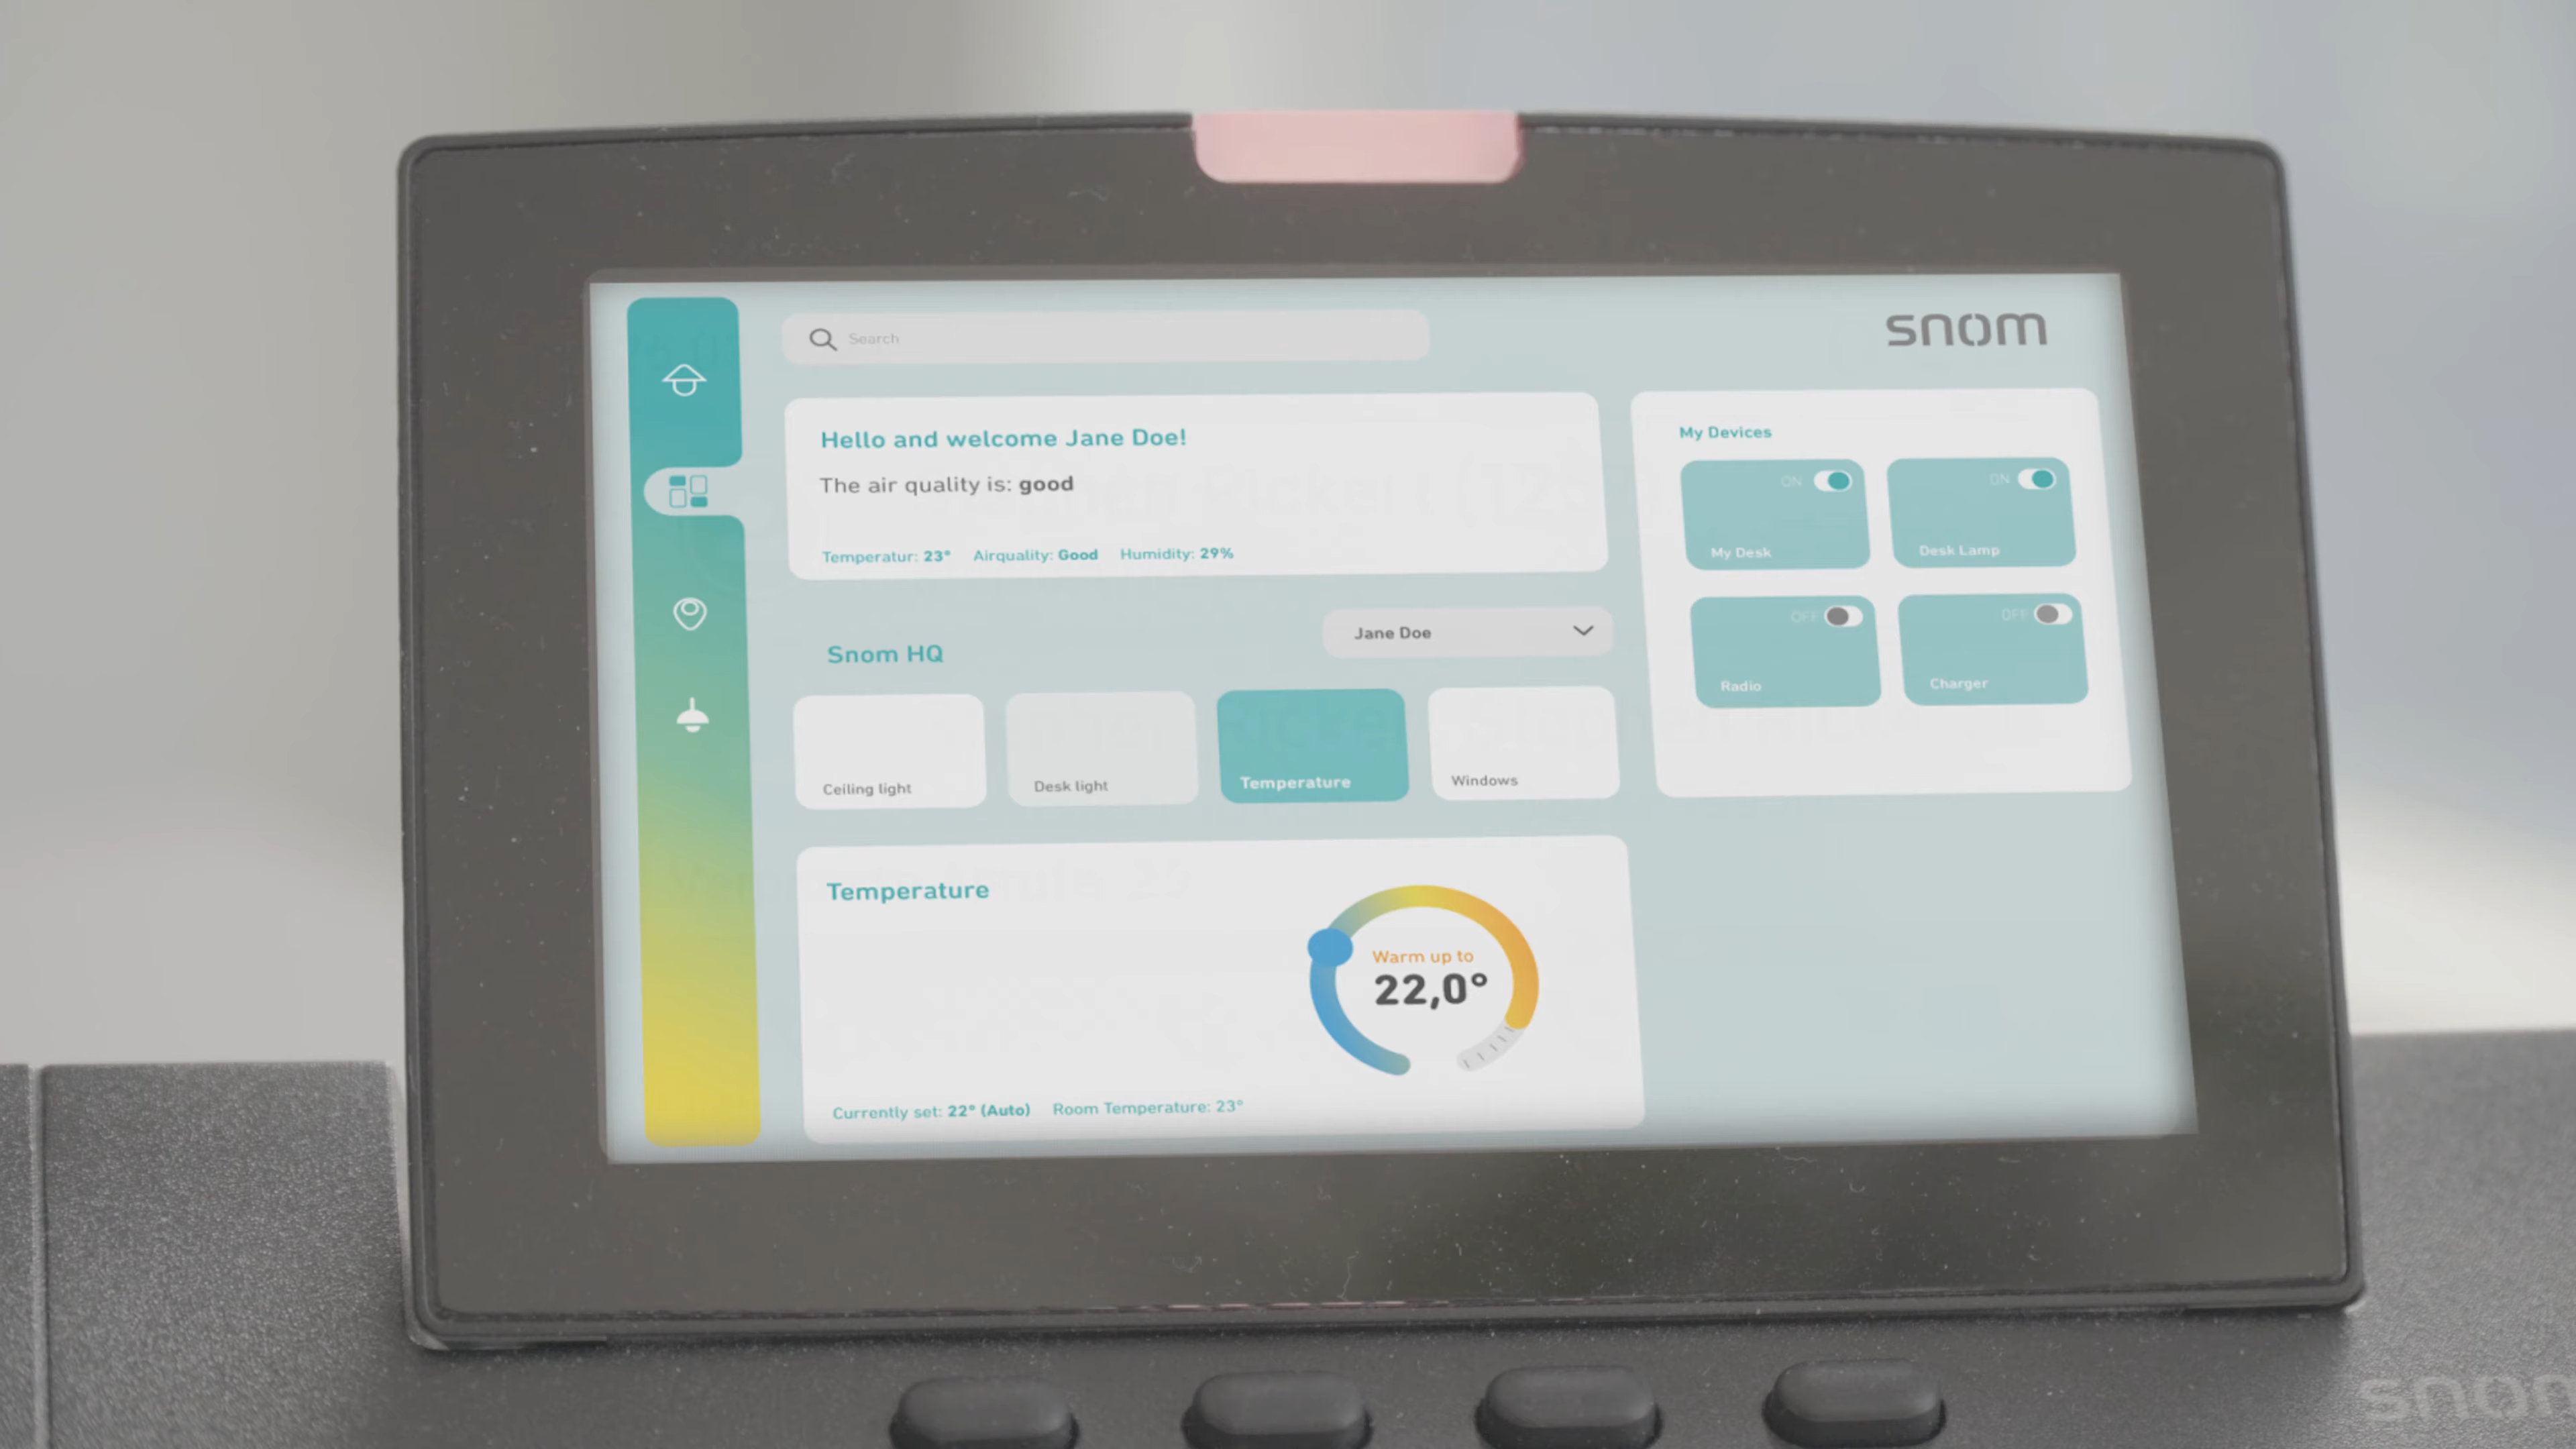 Search
snom
Hello and welcome Jane Doe!
The air quality is: good
Temperatur: 23° Airquality: Good Humidity: 29%
My Devices
ON
My Desk
ON
Desk Lamp
OFF
Radio
OFF
Charger
Snom HQ
Jane Doe
Ceiling light
Desk light
Temperature
Windows
Temperature
Warm up to
22,0°
Currently set: 22° (Auto) Room Temperature: 23°
snom